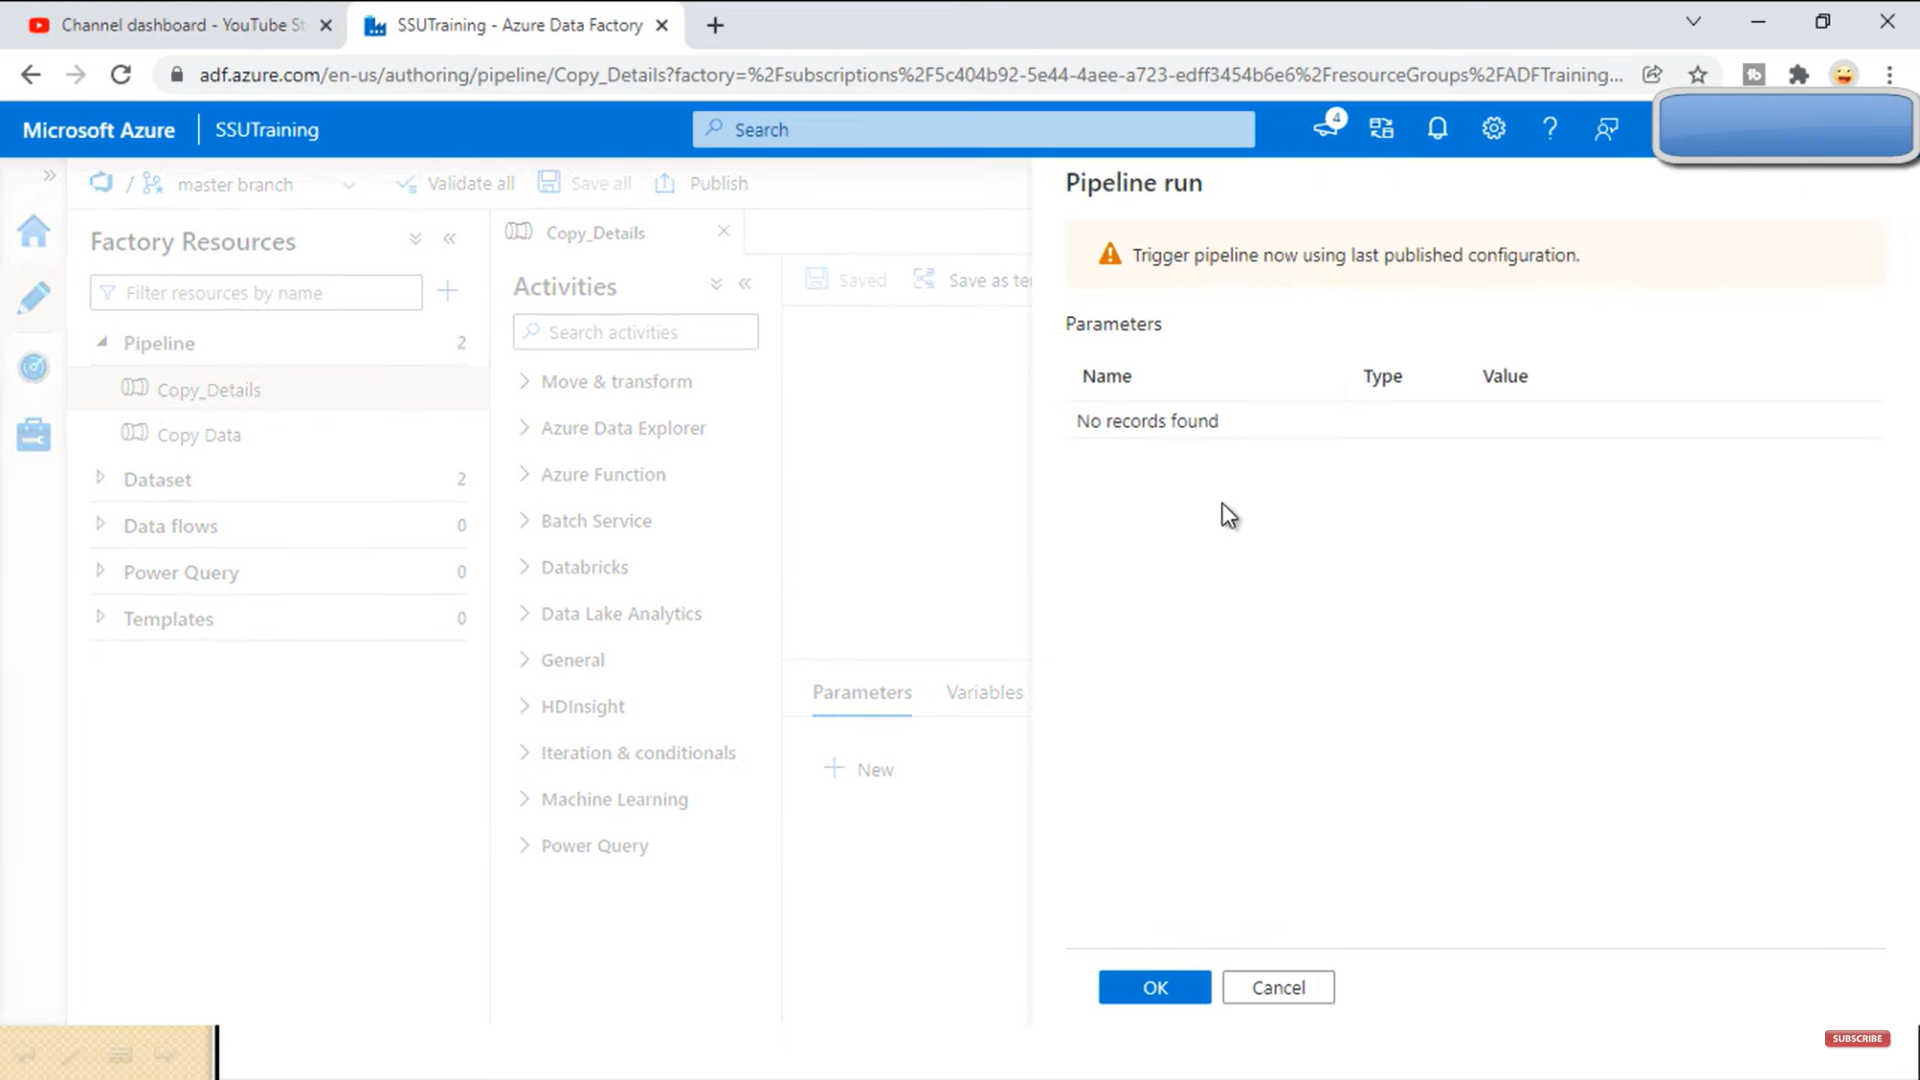 Channel dashboard - YouTube St
SSUTraining - Azure Data Factory
adf.azure.com/en-us/authoring/pipeline/Copy_Details?factory=%2Fsubscriptions%2F5c404b92-5e44-4aee-a723-edff3454b6e6%2FresourceGroups%2FADFTraining...
Microsoft Azure
SSUTraining
Search
4
/ master branch
Validate all
Save all
Publish
Factory Resources
Filter resources by name
Pipeline 2
Copy_Details
Copy Data
Dataset 2
Data flows 0
Power Query 0
Templates 0
Copy_Details
Activities
Search activities
Move & transform
Azure Data Explorer
Azure Function
Batch Service
Databricks
Data Lake Analytics
General
HDInsight
Iteration & conditionals
Machine Learning
Power Query
Saved
Save as te
Parameters
Variables
New
Pipeline run
Trigger pipeline now using last published configuration.
Parameters
Name Type Value
No records found
OK
Cancel
SUBSCRIBE